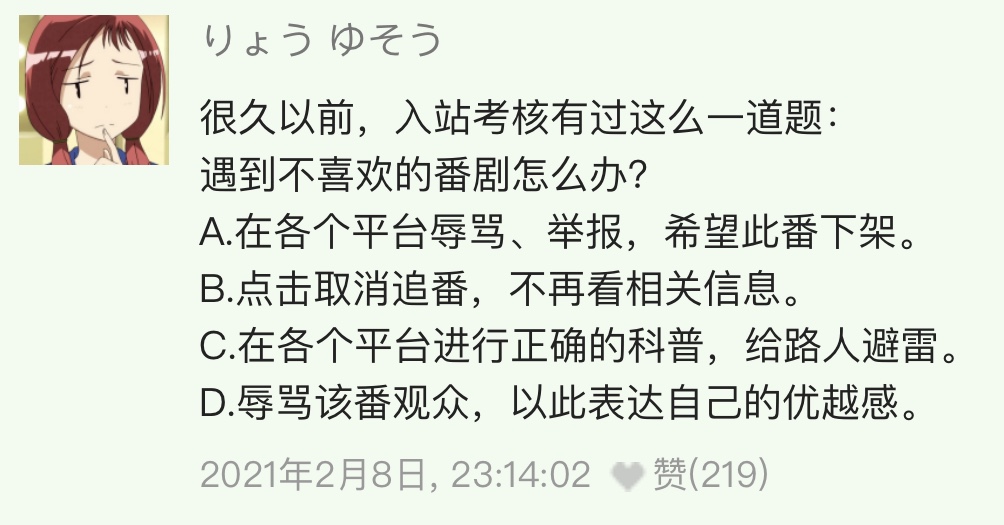 りょう ゆそう
很久以前，入站考核有过这么一道题：
遇到不喜欢的番剧怎么办？
A.在各个平台辱骂、举报，希望此番下架。
B.点击取消追番，不再看相关信息。
C.在各个平台进行正确的科普，给路人避雷。
D.辱骂该番观众，以此表达自己的优越感。
2021年2月8日, 23:14:02 ♥赞(219)